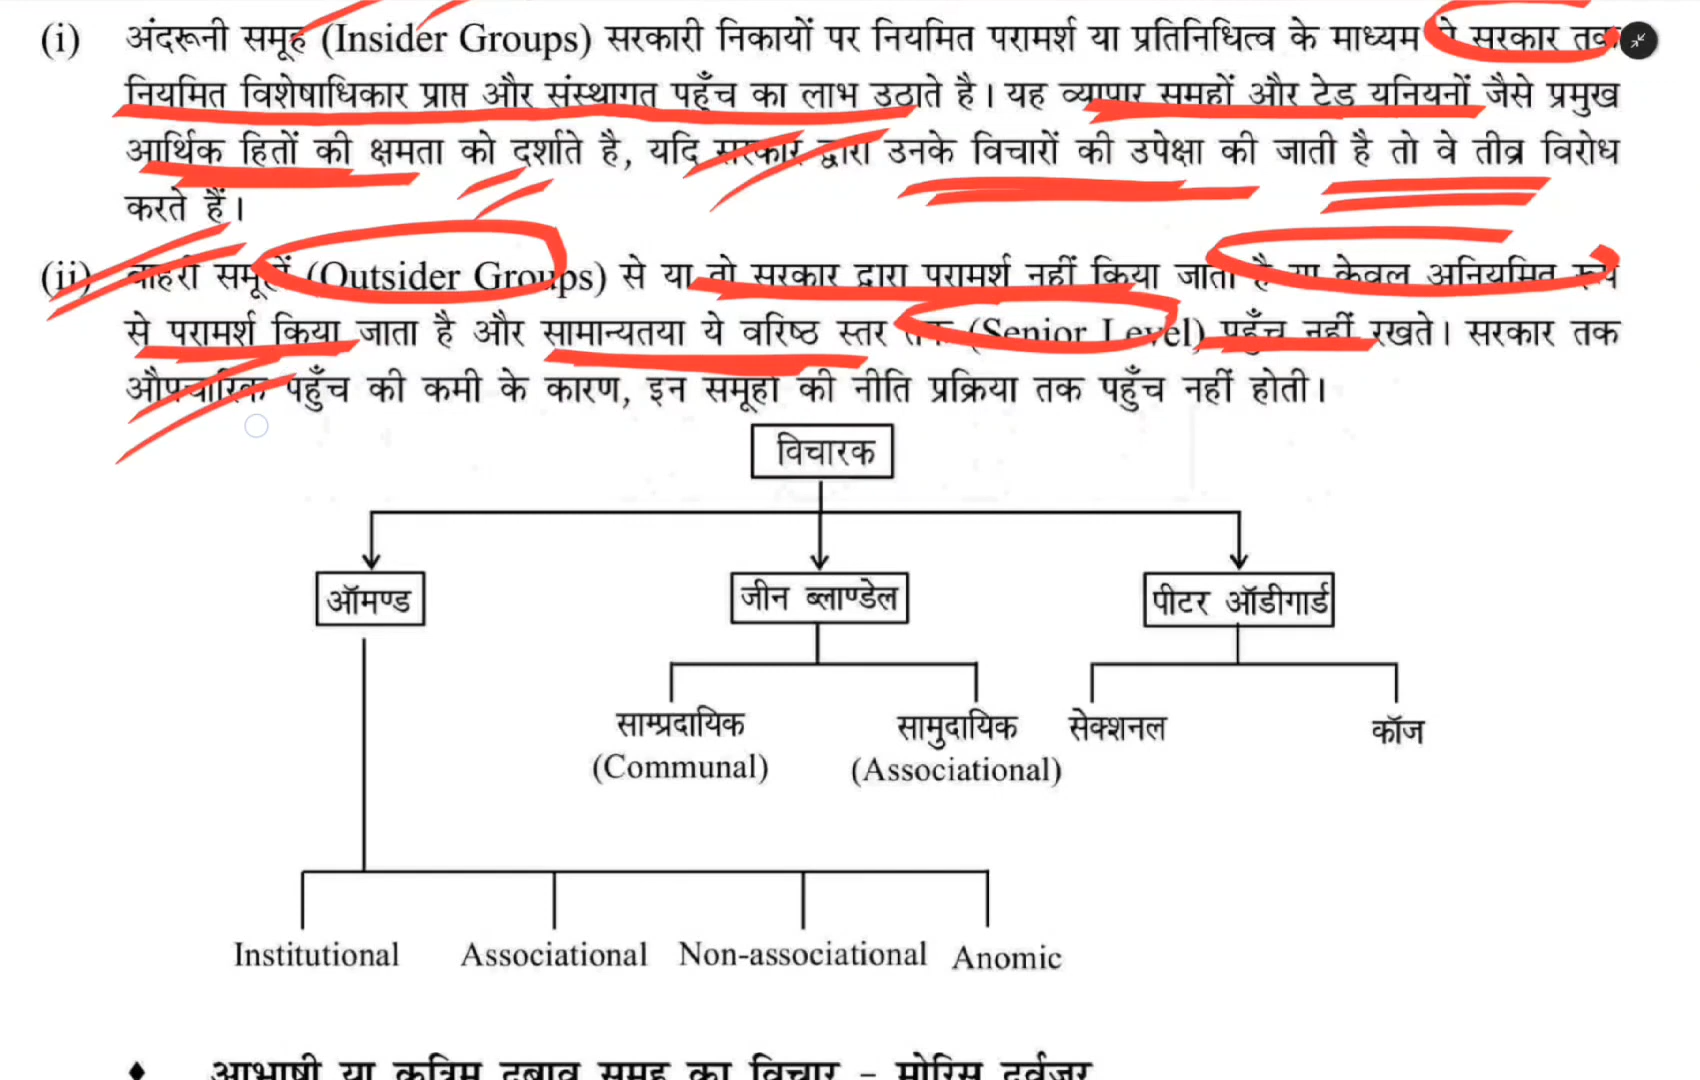 (i) अंदरूनी समूह (Insider Groups) सरकारी निकायों पर नियमित परामर्श या प्रतिनिधित्व के माध्यम से सरकार तक
नियमित विशेषाधिकार प्राप्त और संस्थागत पहुँच का लाभ उठाते है। यह व्यापार समूहों और ट्रेड यूनियनों जैसे प्रमुख
आर्थिक हितों की क्षमता को दर्शाते है, यदि सरकार द्वारा उनके विचारों की उपेक्षा की जाती है तो वे तीव्र विरोध
करते हैं।
(ii) बाहरी समूहों (Outsider Groups) से या तो सरकार द्वारा परामर्श नहीं किया जाता है या केवल अनियमित रूप
से परामर्श किया जाता है और सामान्यतया ये वरिष्ठ स्तर तक (Senior Level) पहुँच नहीं रखते। सरकार तक
औपचारिक पहुँच की कमी के कारण, इन समूहों की नीति प्रक्रिया तक पहुँच नहीं होती।
विचारक
ऑमण्ड जीन ब्लाण्डेल पीटर ऑडीगार्ड
साम्प्रदायिक सामुदायिक सेक्शनल कॉज
(Communal) (Associational)
Institutional Associational Non-associational Anomic
♦ आभाषी या कृत्रिम दबाव समूह का विचार - मोरिस दुर्वजर